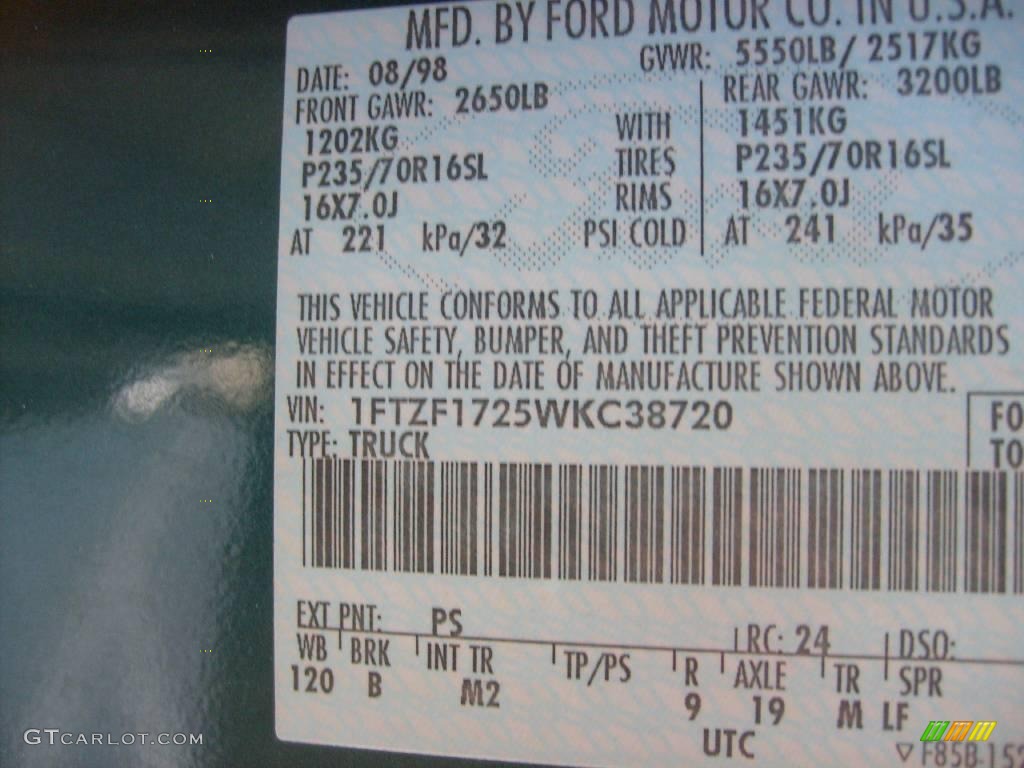 MFD. BY FORD MOTOR CO. IN U.S.A.
DATE: 08/98 GVWR: 5550LB/ 2517KG
FRONT GAWR: 2650LB REAR GAWR: 3200LB
1202KG WITH 1451KG
P235/70R16SL TIRES P235/70R16SL
16X7.0J RIMS 16X7.0J
AT 221 kPa/32 PSI COLD AT 241 kPa/35
THIS VEHICLE CONFORMS TO ALL APPLICABLE FEDERAL MOTOR
VEHICLE SAFETY, BUMPER, AND THEFT PREVENTION STANDARDS
IN EFFECT ON THE DATE OF MANUFACTURE SHOWN ABOVE.
VIN: 1FTZF1725WKC38720 FO
TYPE: TRUCK TO
EXT PNT: PS RC: 24 DSO:
WB BRK INT TR TP/PS R AXLE TR SPR
120 B M2 9 19 M LF
UTC
F85B-152
GTCARLOT.COM